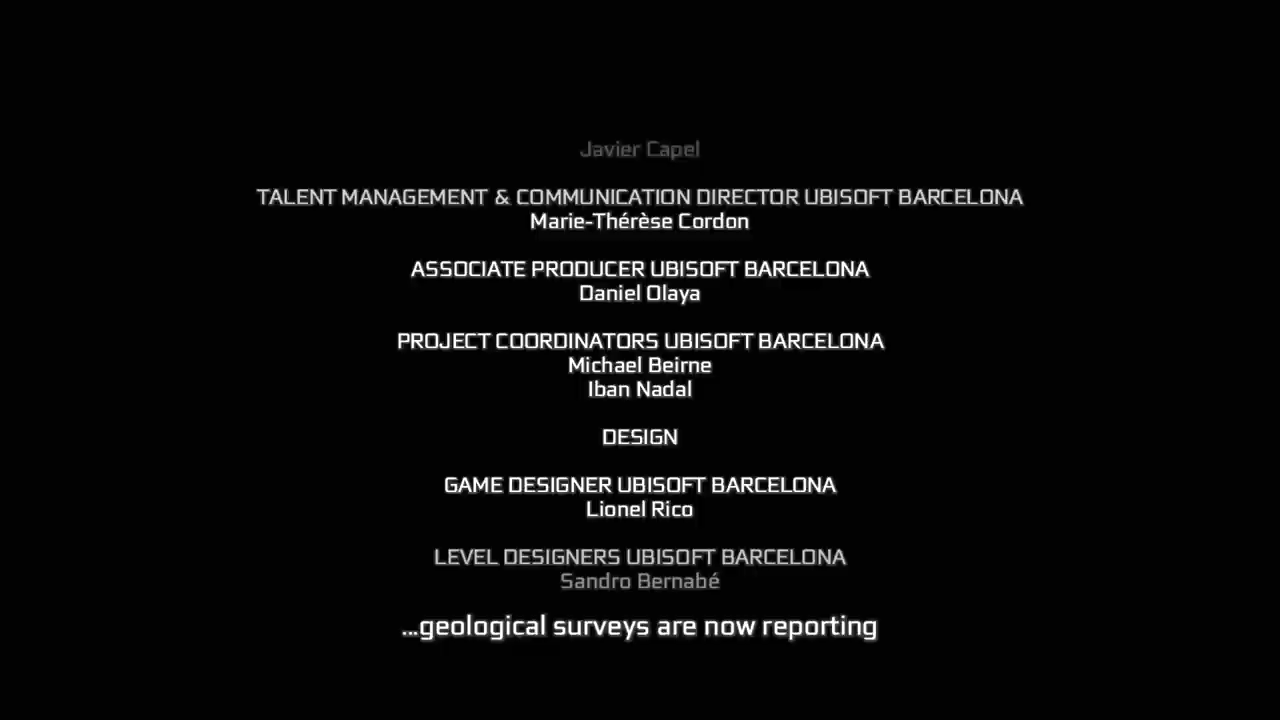 Javier Capel
TALENT MANAGEMENT & COMMUNICATION DIRECTOR UBISOFT BARCELONA
Marie-Thérèse Cordon
ASSOCIATE PRODUCER UBISOFT BARCELONA
Daniel Olaya
PROJECT COORDINATORS UBISOFT BARCELONA
Michael Beirne
Iban Nadal
DESIGN
GAME DESIGNER UBISOFT BARCELONA
Lionel Rico
LEVEL DESIGNERS UBISOFT BARCELONA
Sandro Bernabé
...geological surveys are now reporting